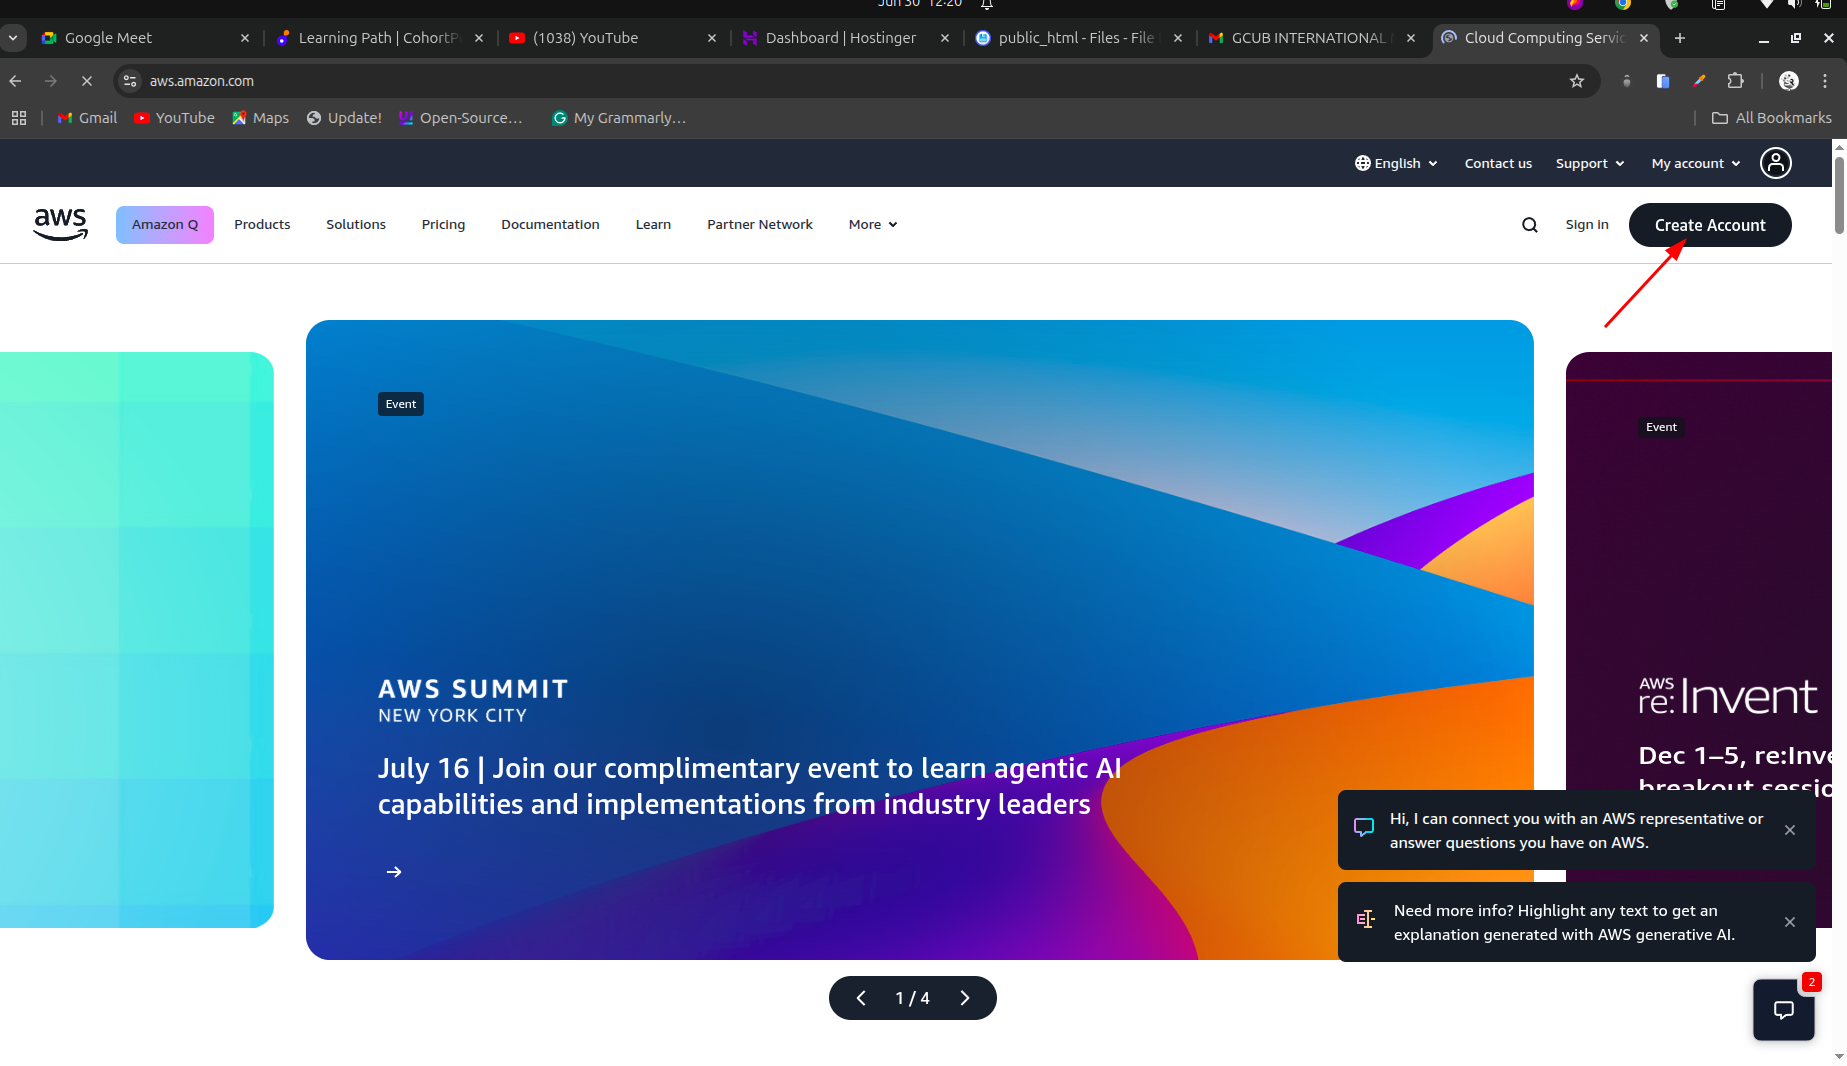 Jun 30 12:20
Google Meet
Learning Path | CohortP
(1038) YouTube
Dashboard | Hostinger
public_html - Files - File
GCUB INTERNATIONAL
Cloud Computing Servic
aws.amazon.com
Gmail
YouTube
Maps
Update!
Open-Source...
My Grammarly...
All Bookmarks
English
Contact us
Support
My account
aws
Amazon Q
Products
Solutions
Pricing
Documentation
Learn
Partner Network
More
Sign in
Create Account
Event
AWS SUMMIT
NEW YORK CITY
July 16 | Join our complimentary event to learn agentic AI
capabilities and implementations from industry leaders
Event
AWS
re:Invent
Dec 1–5, re:Inve
breakout sessio
Hi, I can connect you with an AWS representative or
answer questions you have on AWS.
Need more info? Highlight any text to get an
explanation generated with AWS generative AI.
1 / 4
2